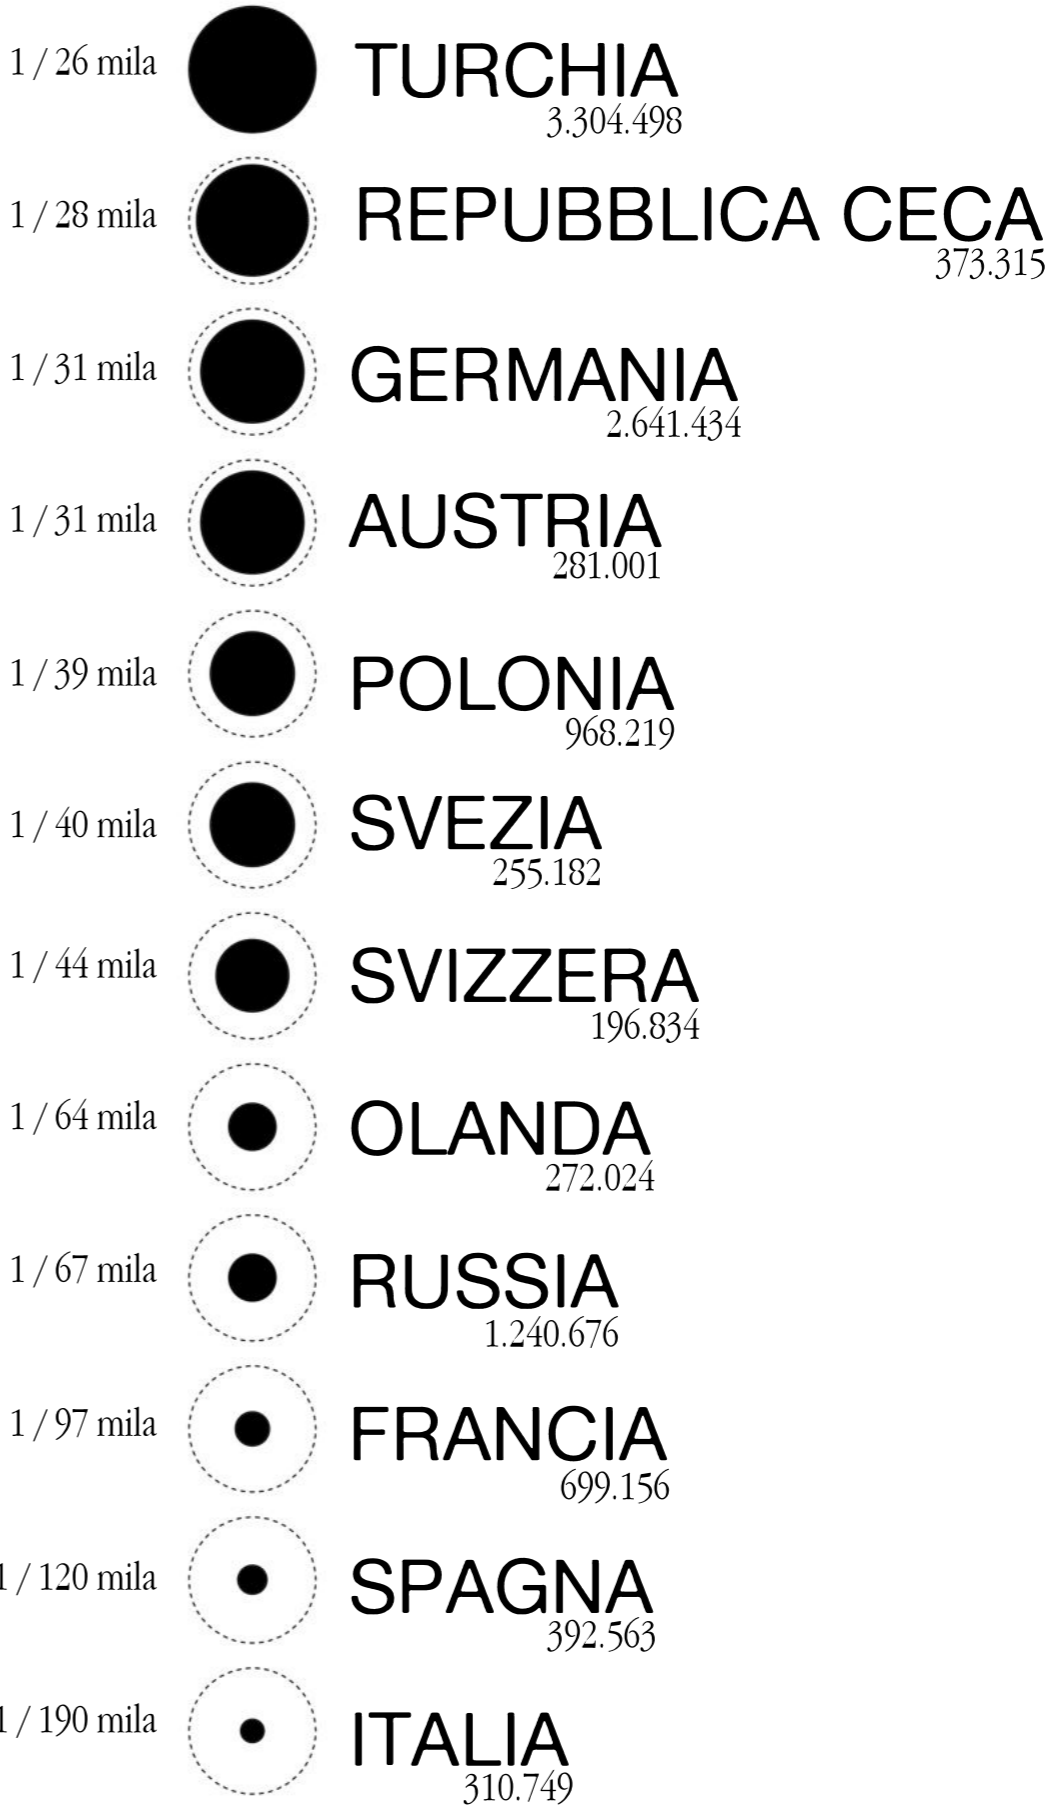 1 / 26 mila
TURCHIA
3.304.498
1 / 28 mila
REPUBBLICA CECA
373.315
1 / 31 mila
GERMANIA
2.641.434
1 / 31 mila
AUSTRIA
281.001
1 / 39 mila
POLONIA
968.219
1 / 40 mila
SVEZIA
255.182
1 / 44 mila
SVIZZERA
196.834
1 / 64 mila
OLANDA
272.024
1 / 67 mila
RUSSIA
1.240.676
1 / 97 mila
FRANCIA
699.156
1 / 120 mila
SPAGNA
392.563
1 / 190 mila
ITALIA
310.749